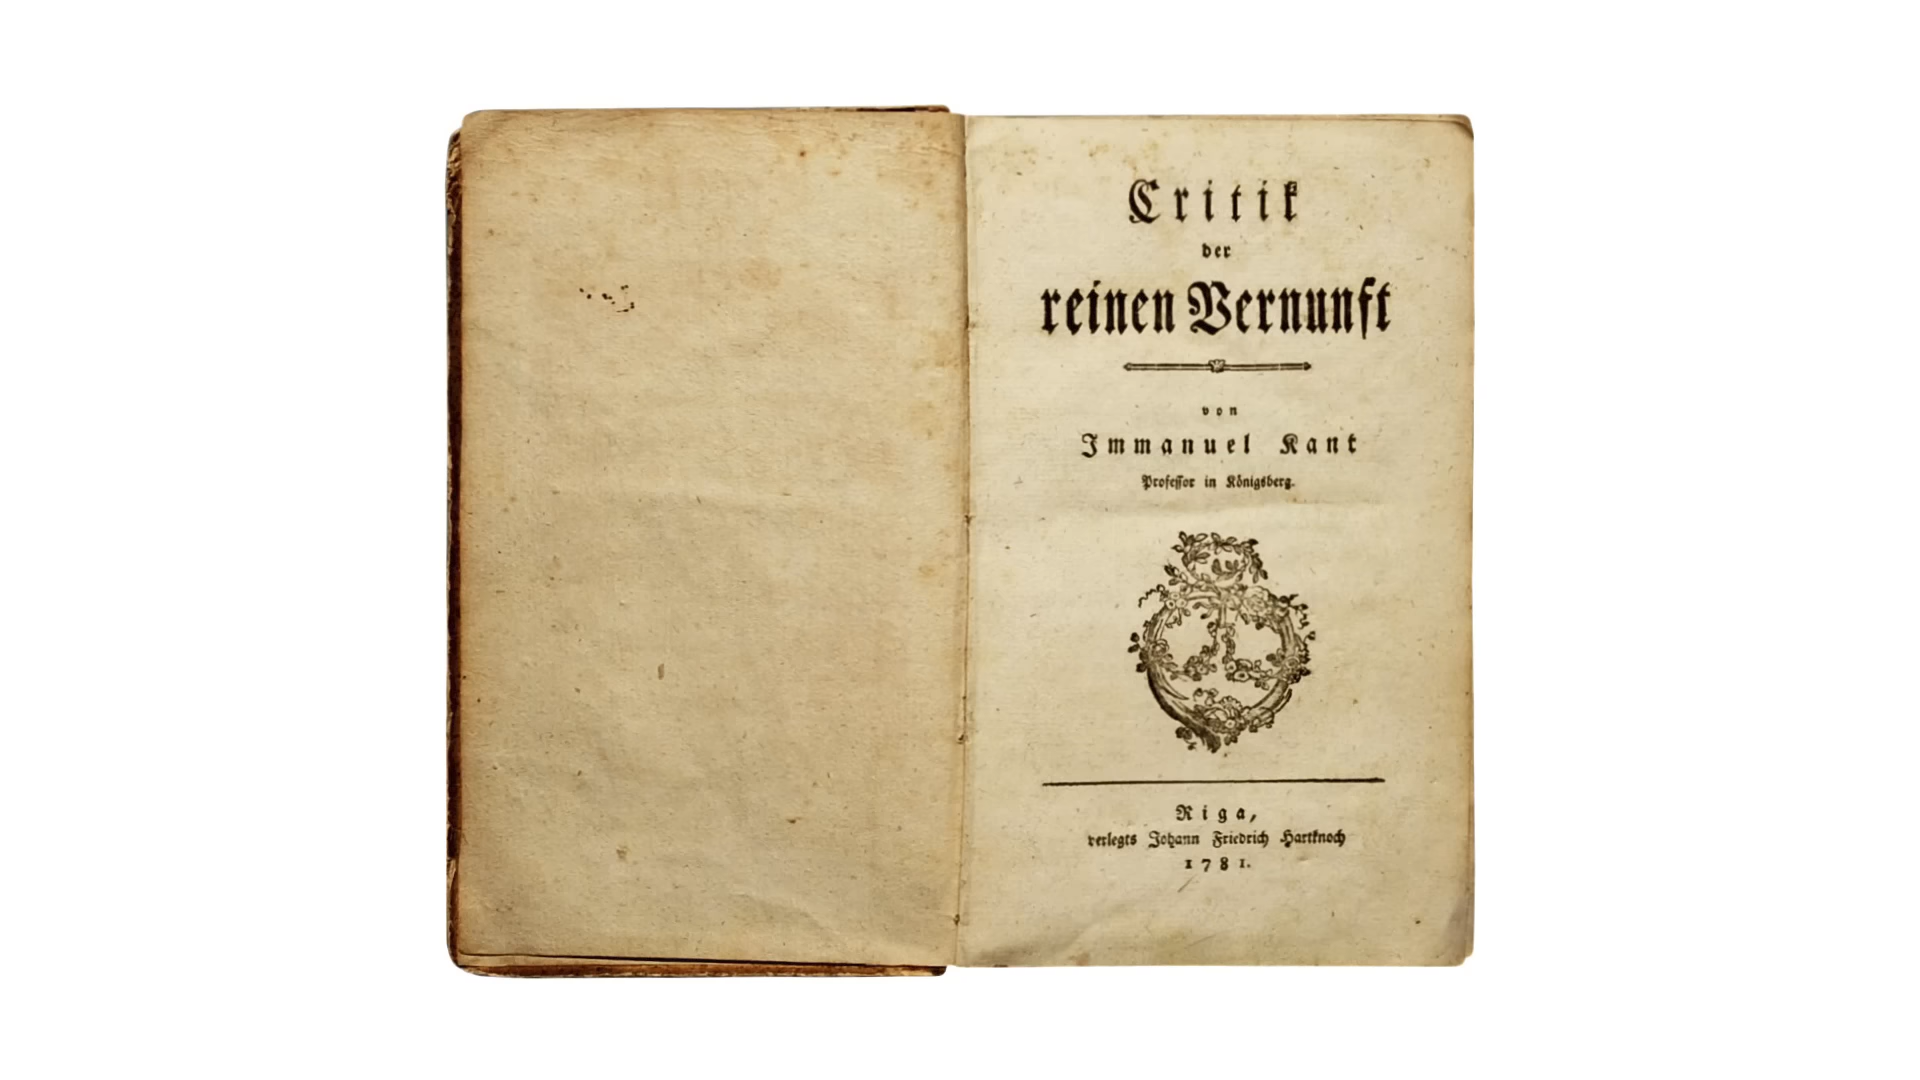 Critik
der
reinen Vernunft
von
Immanuel Kant
Professor in Königsberg.
Riga,
verlegts Johann Friedrich Hartknoch
1781.